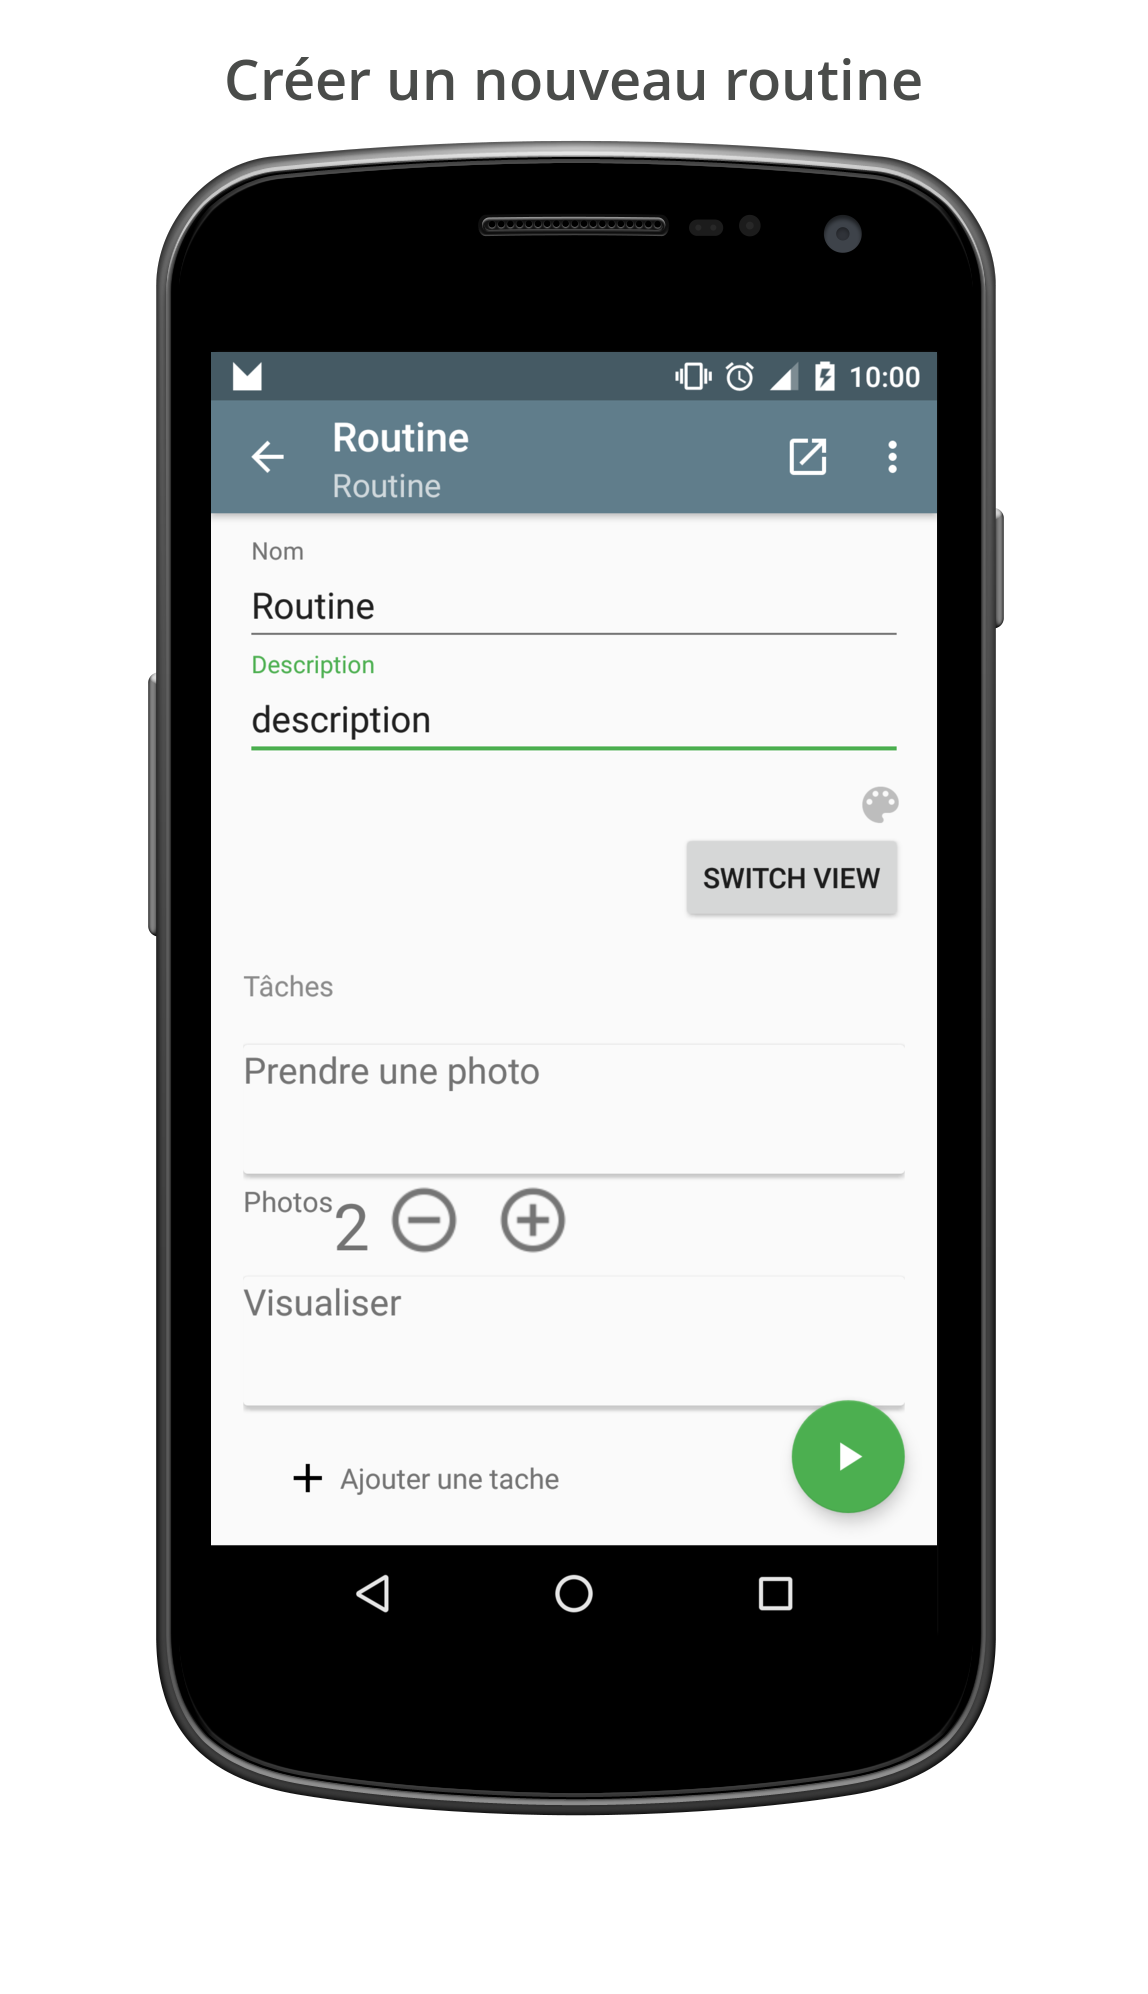 Créer un nouveau routine
10:00
Routine
Routine
Nom
Routine
Description
description
SWITCH VIEW
Tâches
Prendre une photo
Photos 2
Visualiser
Ajouter une tache